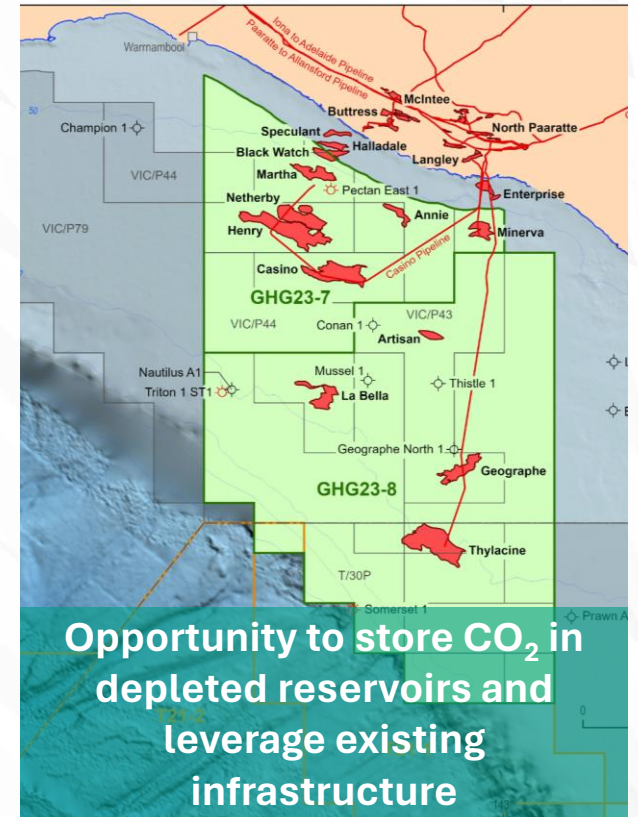 Iona to Adelaide Pipeline
Paaratte to Allansford Pipeline
Warrnambool
McIntee
50
Buttress
Champion 1
Speculant
North Paaratte
Halladale
Black Watch
Langley
Martha
VIC/P44
Pectan East 1
Enterprise
Netherby
Annie
VIC/P79
Henry
Minerva
Casino
Casino Pipeline
GHG23-7
VIC/P44
Conan 1
VIC/P43
Artisan
Nautilus A1
Mussel 1
Triton 1 ST1
La Bella
Thistle 1
L
E
Geographe North 1
Geographe
GHG23-8
Thylacine
T/30P
Somerset 1
Prawn A
Opportunity to store CO₂ in
depleted reservoirs and
leverage existing
infrastructure
0
143